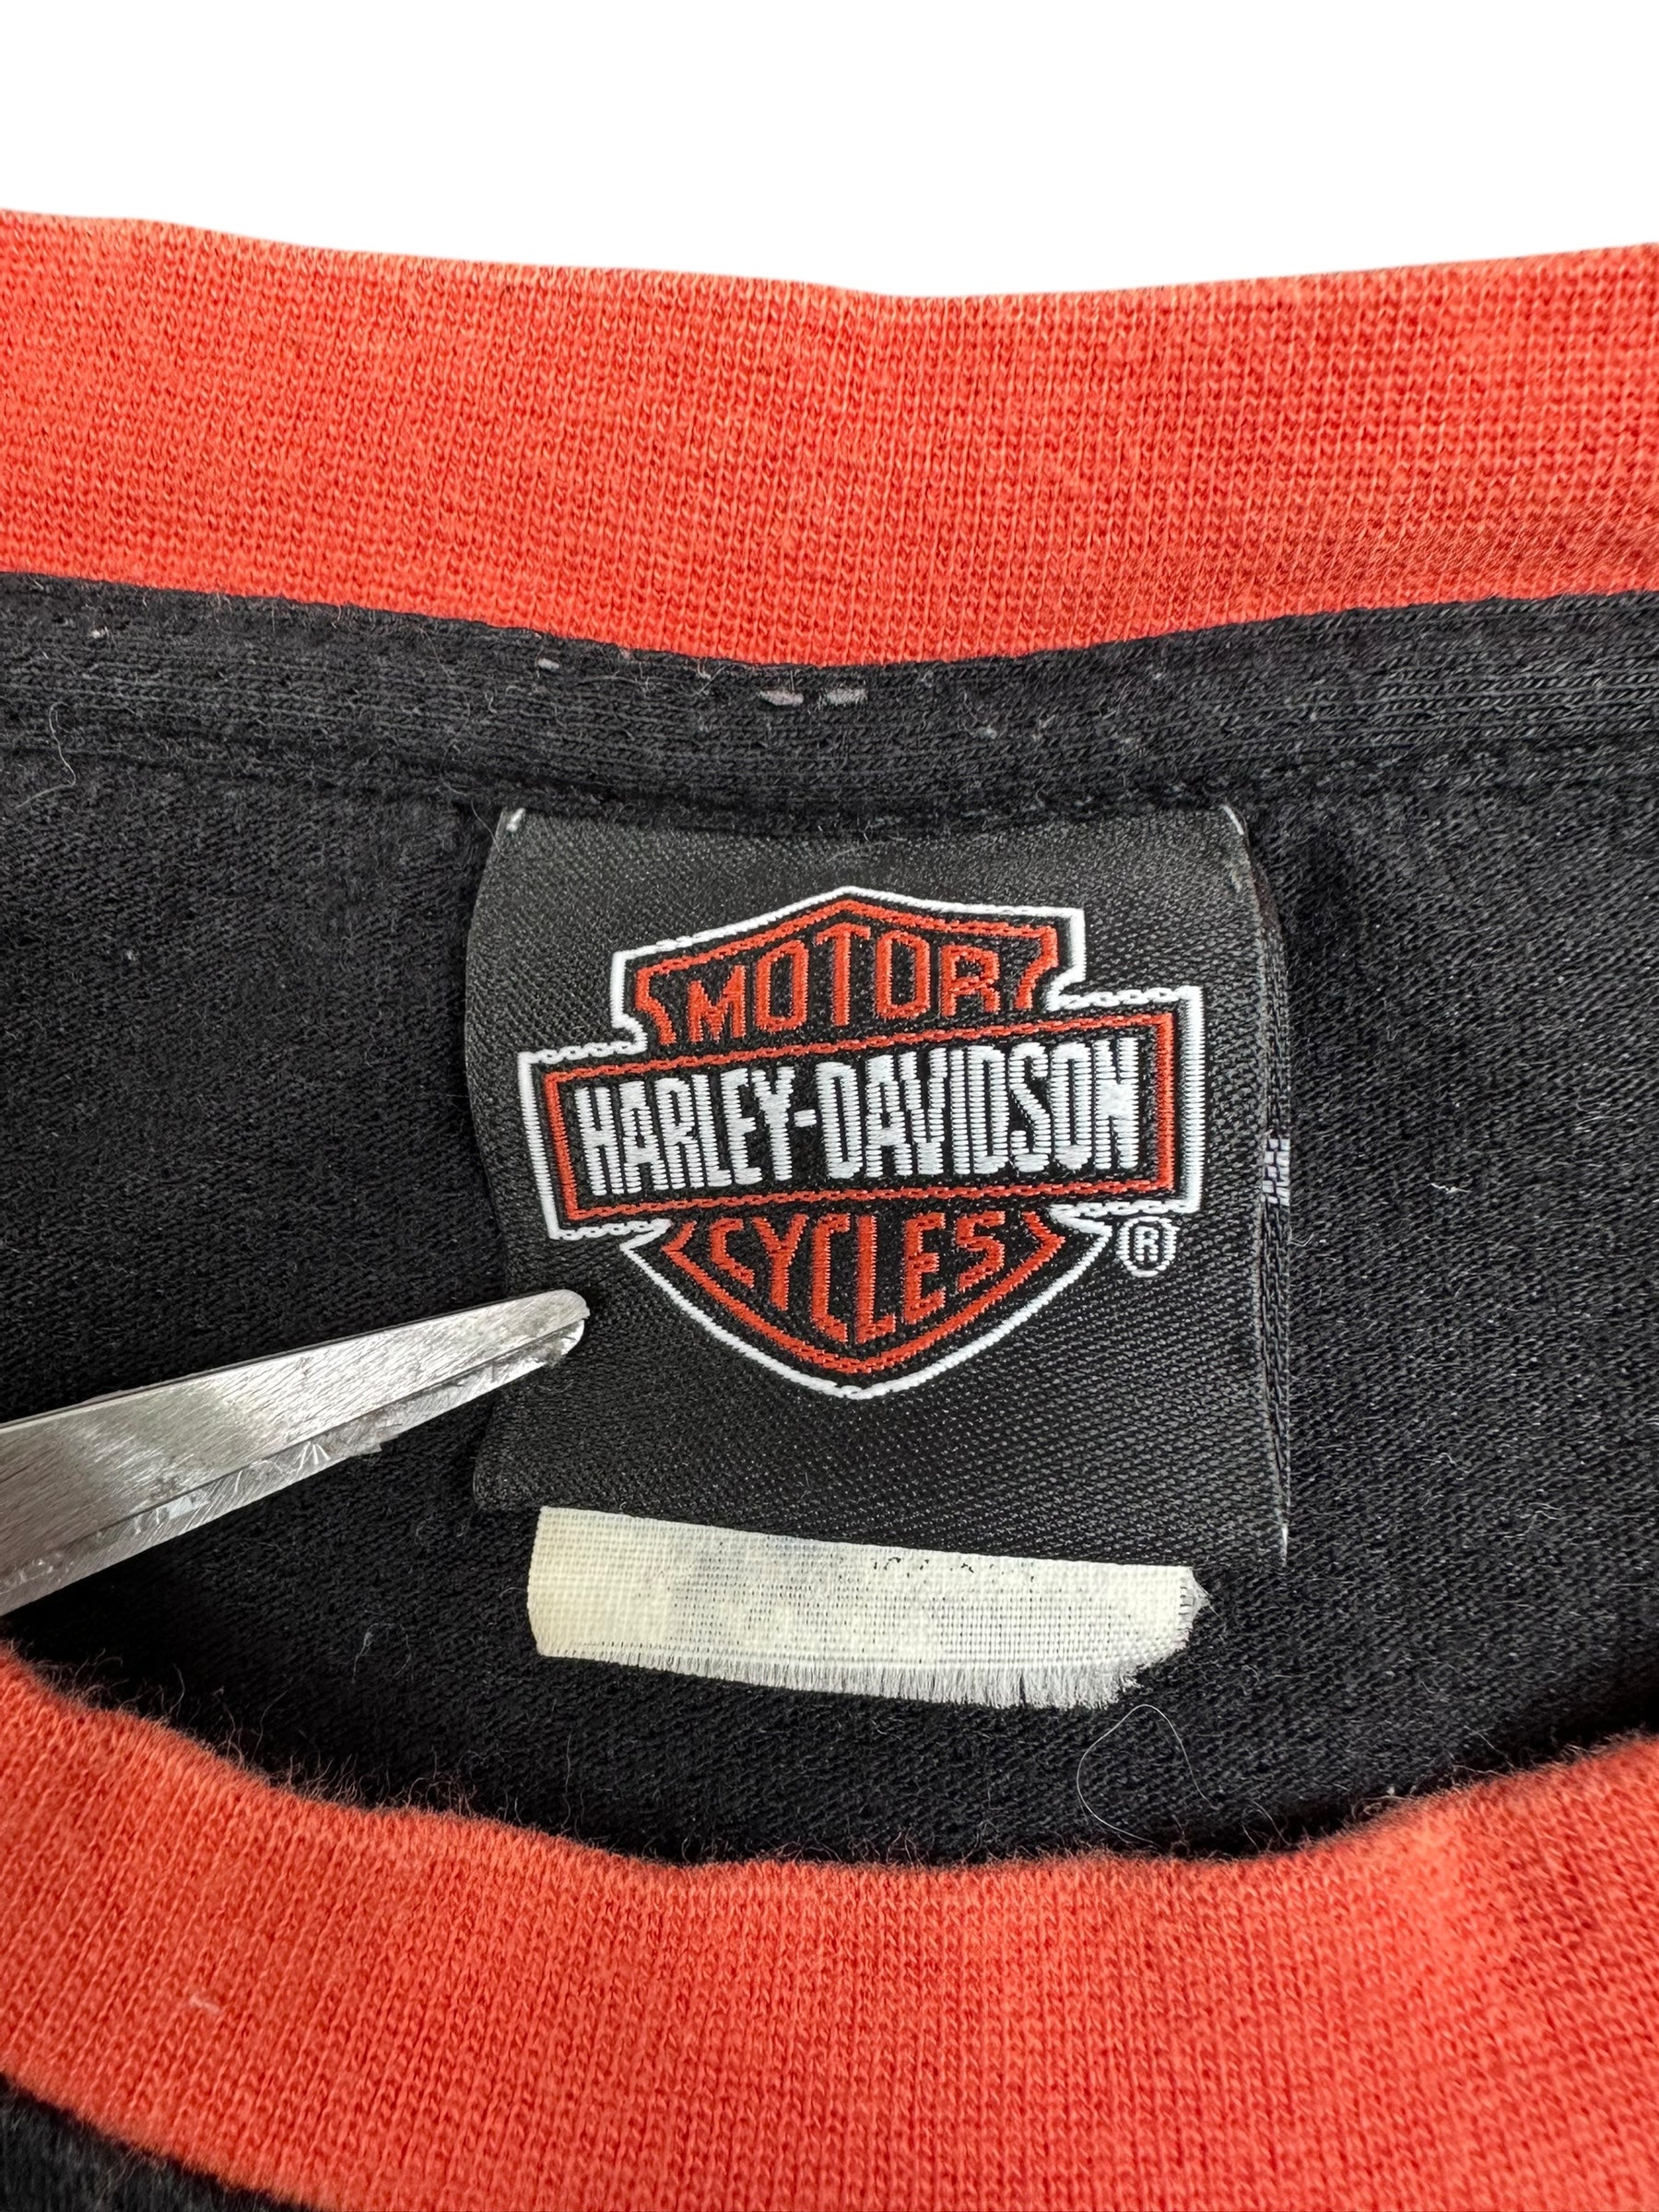 MOTOR
HARLEY-DAVIDSON
CYCLES
®